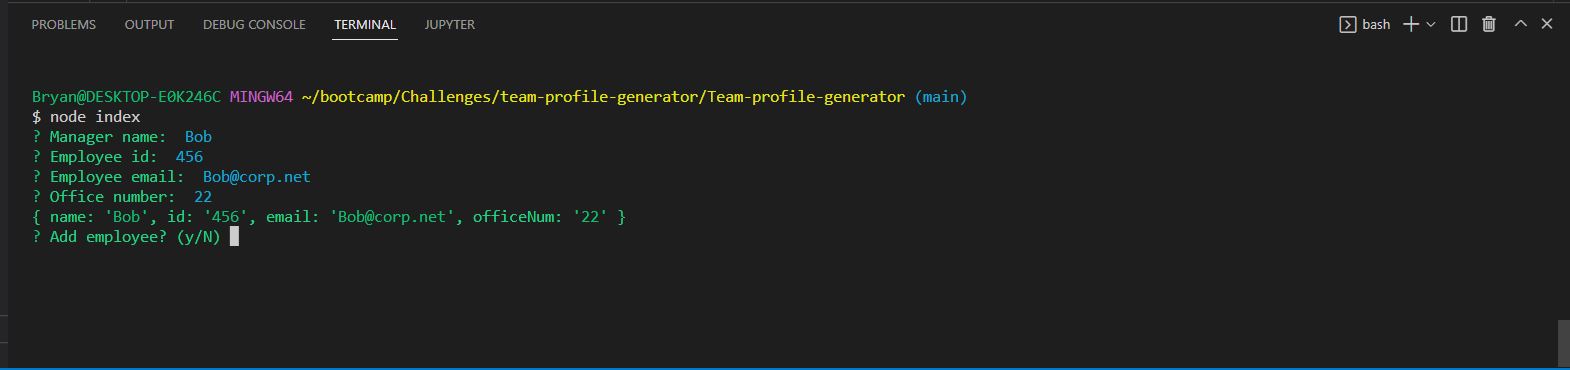 PROBLEMS OUTPUT DEBUG CONSOLE TERMINAL JUPYTER bash
Bryan@DESKTOP-E0K246C MINGW64 ~/bootcamp/Challenges/team-profile-generator/Team-profile-generator (main)
$ node index
? Manager name:  Bob
? Employee id:  456
? Employee email:  Bob@corp.net
? Office number:  22
{ name: 'Bob', id: '456', email: 'Bob@corp.net', officeNum: '22' }
? Add employee? (y/N)